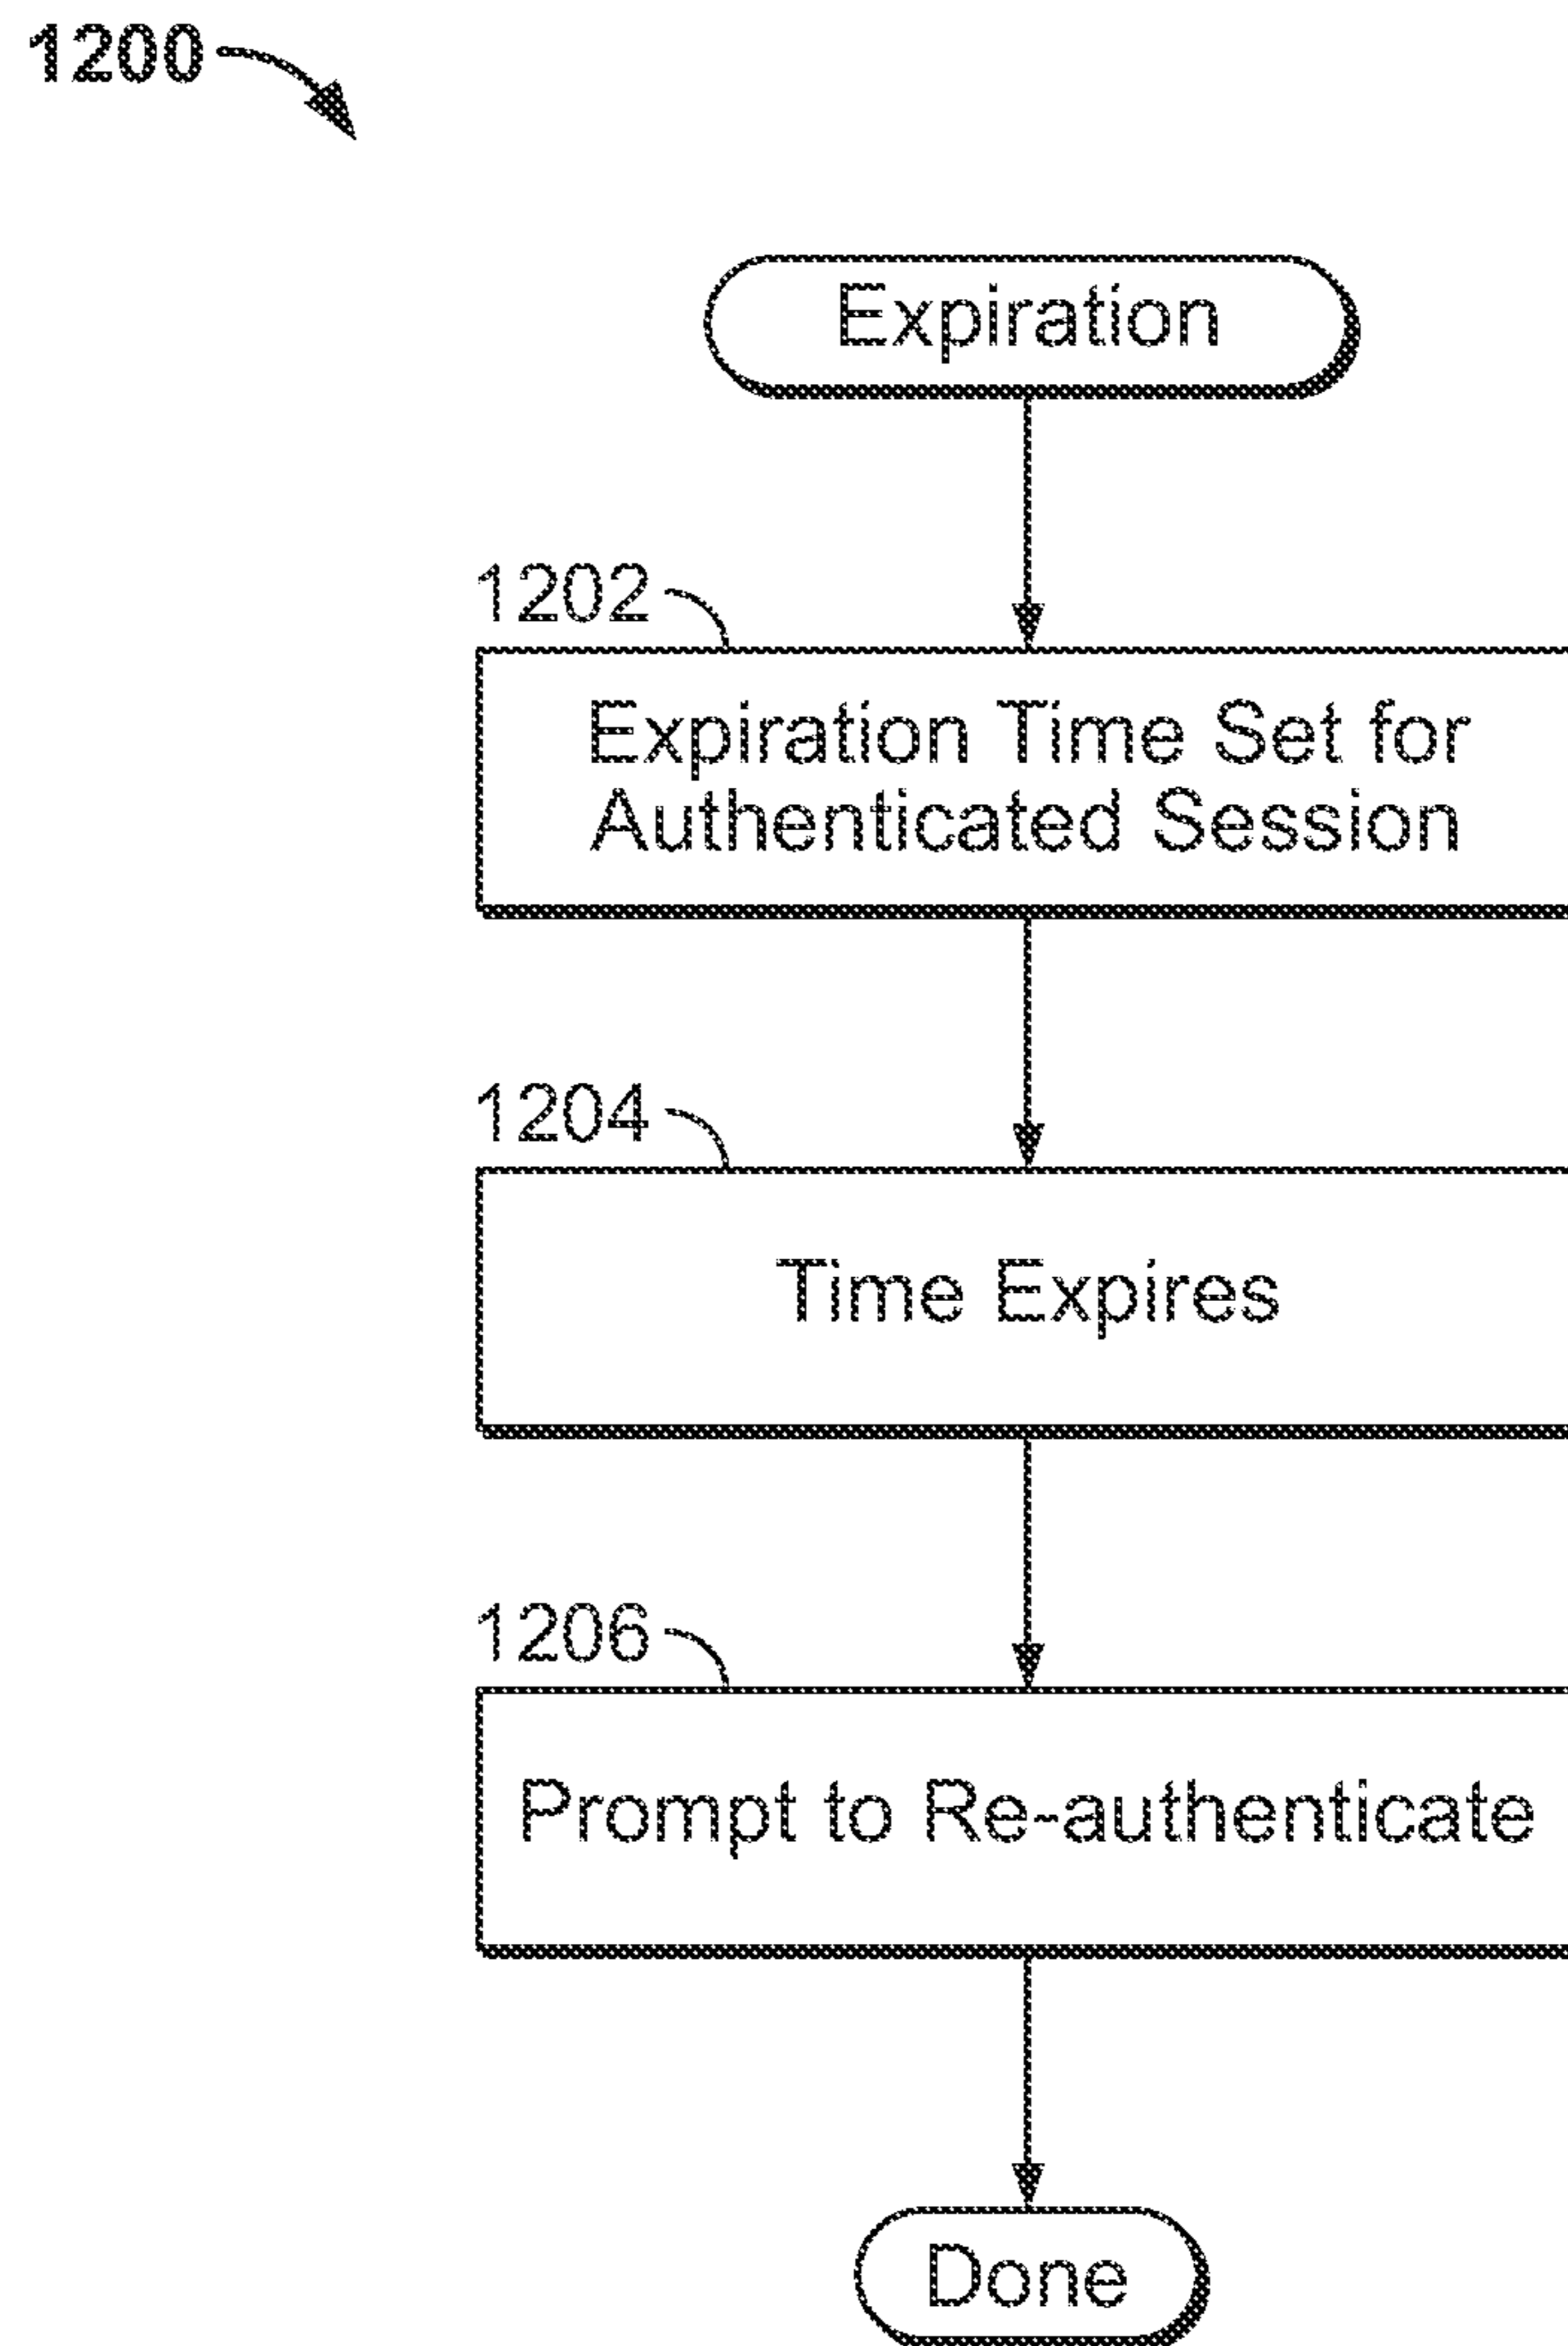 1200
Expiration
1202
Expiration Time Set for
Authenticated Session
1204
Time Expires
1206
Prompt to Re-authenticate
Done